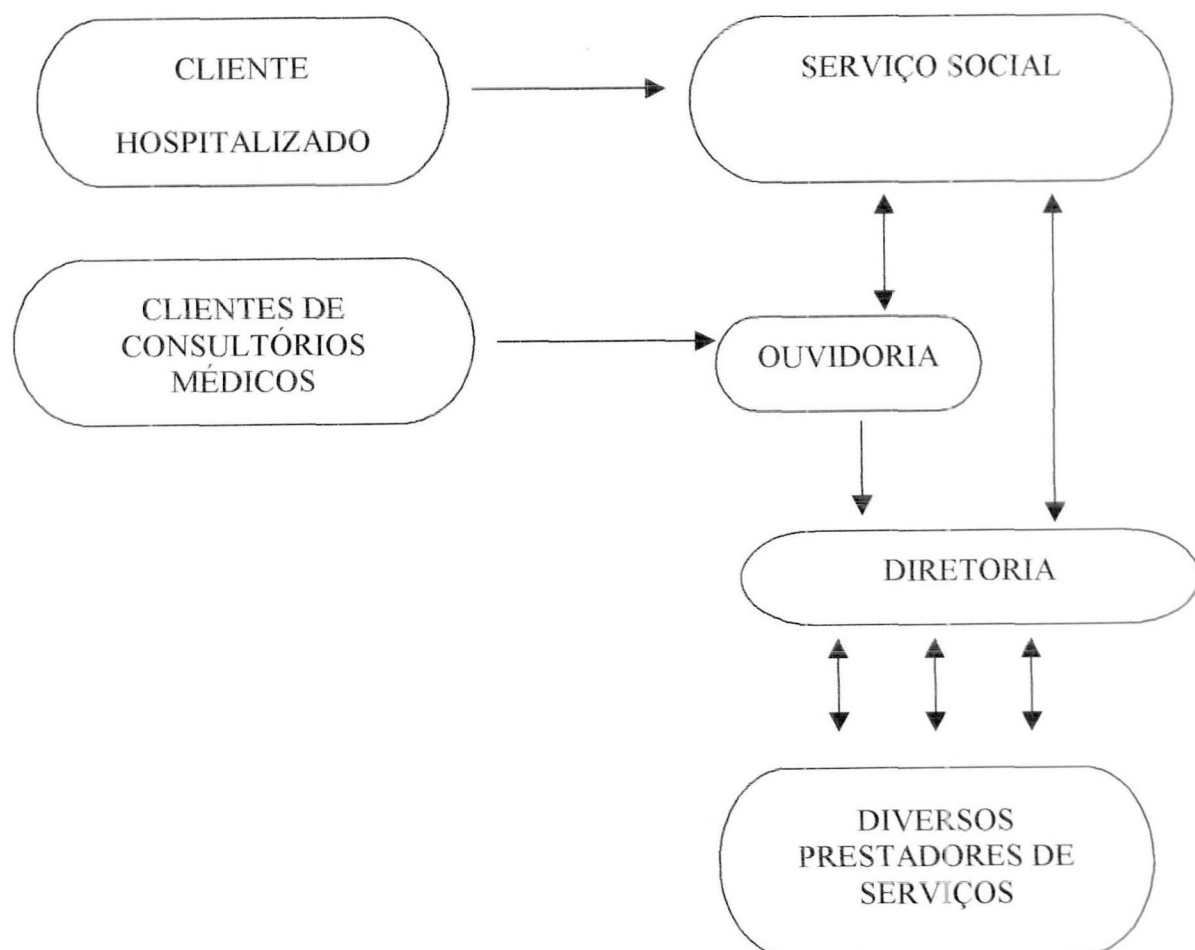 CLIENTE
HOSPITALIZADO
SERVIÇO SOCIAL
CLIENTES DE
CONSULTÓRIOS
MÉDICOS
OUVIDORIA
DIRETORIA
DIVERSOS
PRESTADORES DE
SERVIÇOS